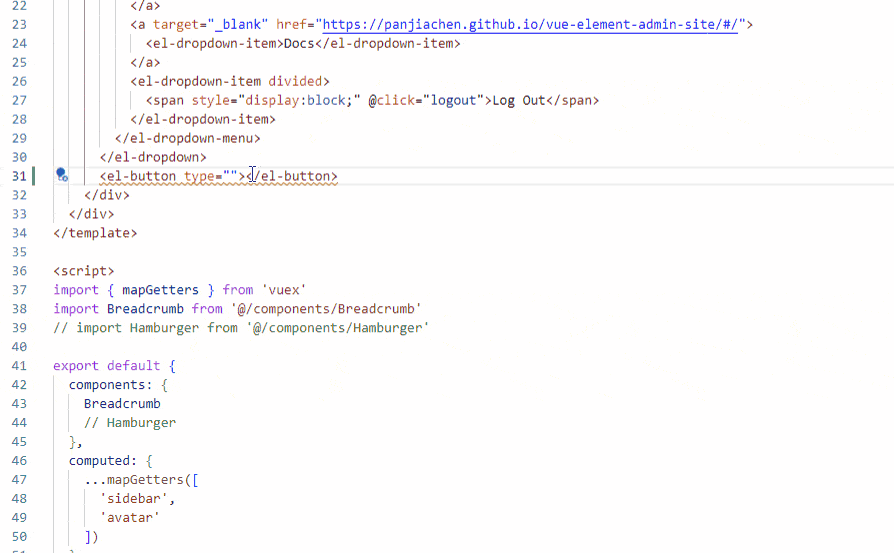 22 </a>
23 <a target="_blank" href="https://panjiachen.github.io/vue-element-admin-site/#/">
24 <el-dropdown-item>Docs</el-dropdown-item>
25 </a>
26 <el-dropdown-item divided>
27 <span style="display:block;" @click="logout">Log Out</span>
28 </el-dropdown-item>
29 </el-dropdown-menu>
30 </el-dropdown>
31 <el-button type=""></el-button>
32 </div>
33 </div>
34 </template>
35
36 <script>
37 import { mapGetters } from 'vuex'
38 import Breadcrumb from '@/components/Breadcrumb'
39 // import Hamburger from '@/components/Hamburger'
40
41 export default {
42 components: {
43 Breadcrumb
44 // Hamburger
45 },
46 computed: {
47 ...mapGetters([
48 'sidebar',
49 'avatar'
50 ])